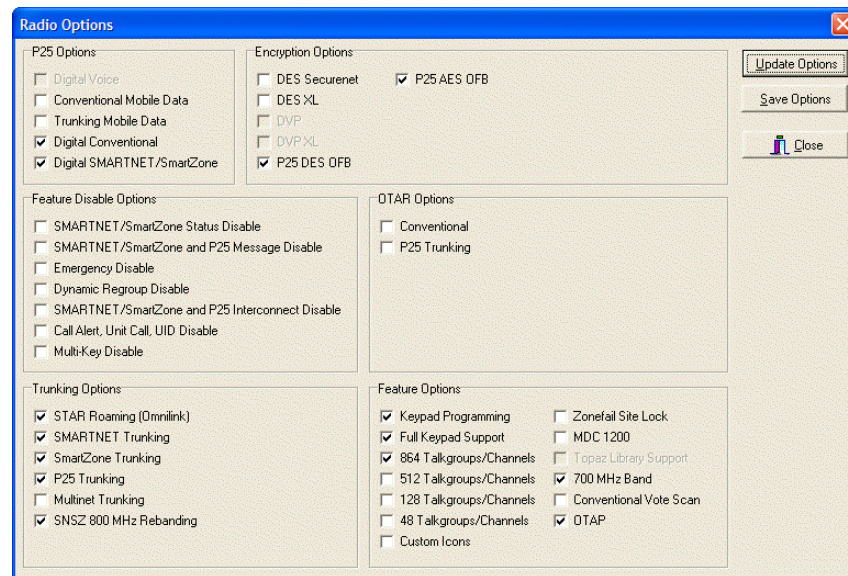 Radio Options
P25 Options
Digital Voice
Conventional Mobile Data
Trunking Mobile Data
Digital Conventional
Digital SMARTNET/SmartZone
Encryption Options
DES Securenet
DES XL
DVP
DVP XL
P25 DES OFB
P25 AES OFB
Update Options
Save Options
Close
Feature Disable Options
SMARTNET/SmartZone Status Disable
SMARTNET/SmartZone and P25 Message Disable
Emergency Disable
Dynamic Regroup Disable
SMARTNET/SmartZone and P25 Interconnect Disable
Call Alert, Unit Call, UID Disable
Multi-Key Disable
OTAR Options
Conventional
P25 Trunking
Trunking Options
STAR Roaming (Omnilink)
SMARTNET Trunking
SmartZone Trunking
P25 Trunking
Multinet Trunking
SNSZ 800 MHz Rebanding
Feature Options
Keypad Programming
Full Keypad Support
864 Talkgroups/Channels
512 Talkgroups/Channels
128 Talkgroups/Channels
48 Talkgroups/Channels
Custom Icons
Zonefail Site Lock
MDC 1200
Topaz Library Support
700 MHz Band
Conventional Vote Scan
OTAP